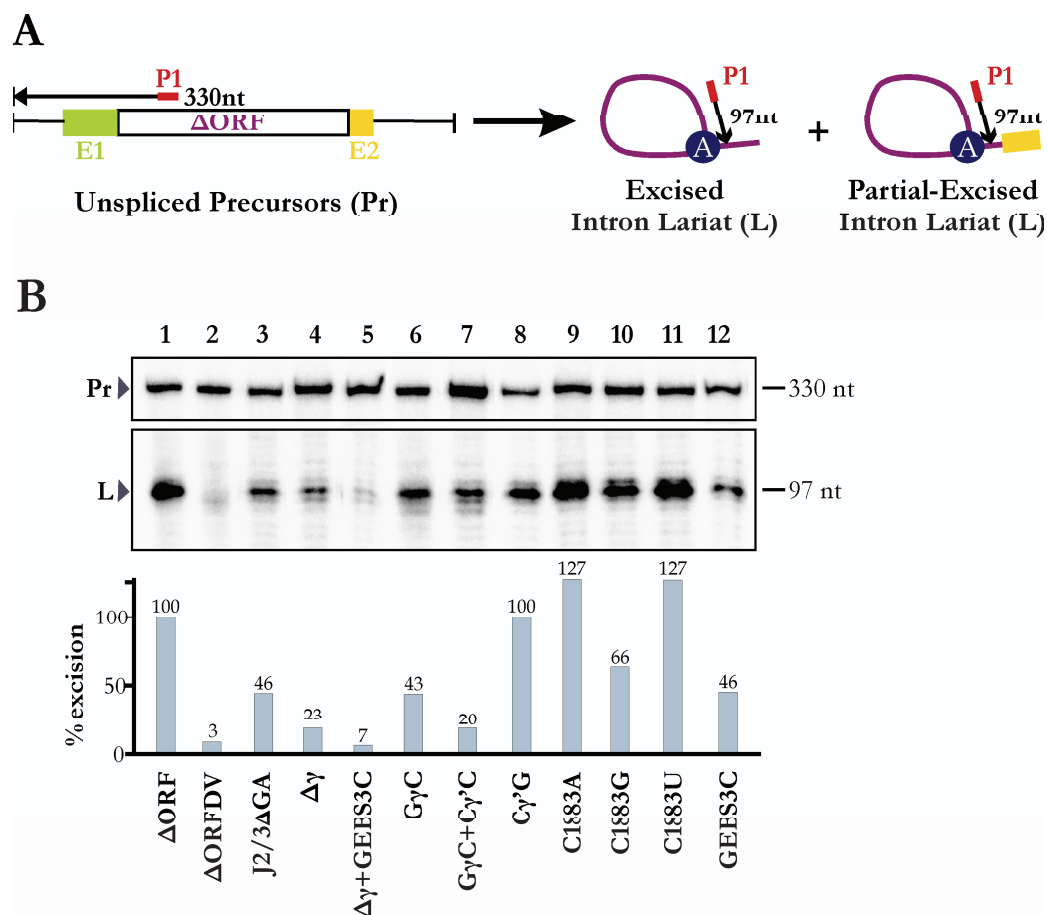 A
P1
330nt
ΔORF
E1
E2
Unspliced Precursors (Pr)
P1
97nt
A
Excised
Intron Lariat (L)
+
P1
97nt
A
Partial-Excised
Intron Lariat (L)
B
1 2 3 4 5 6 7 8 9 10 11 12
Pr
330 nt
L
97 nt
% excision
100
50
0
100
3
46
23
7
43
20
100
127
66
127
46
ΔORF
ΔORFDV
J2/3ΔGA
Δγ
Δγ+GEES3C
GγC
GγC+Cγ'C
Cγ'G
C1883A
C1883G
C1883U
GEES3C